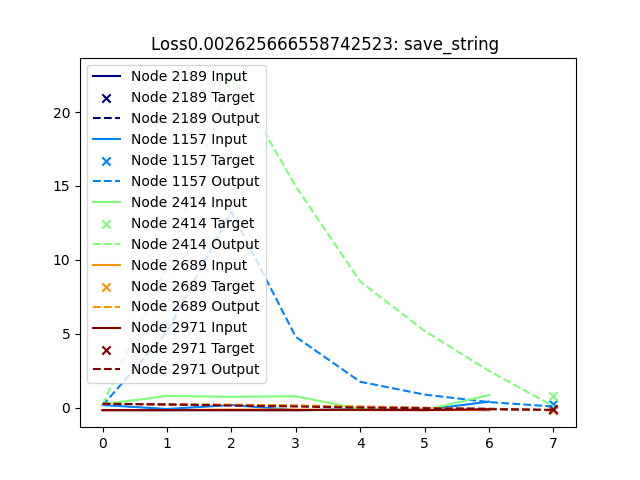 Loss0.002625666558742523: save_string
Node 2189 Input
Node 2189 Target
Node 2189 Output
Node 1157 Input
Node 1157 Target
Node 1157 Output
Node 2414 Input
Node 2414 Target
Node 2414 Output
Node 2689 Input
Node 2689 Target
Node 2689 Output
Node 2971 Input
Node 2971 Target
Node 2971 Output
20
15
10
5
0
0 1 2 3 4 5 6 7